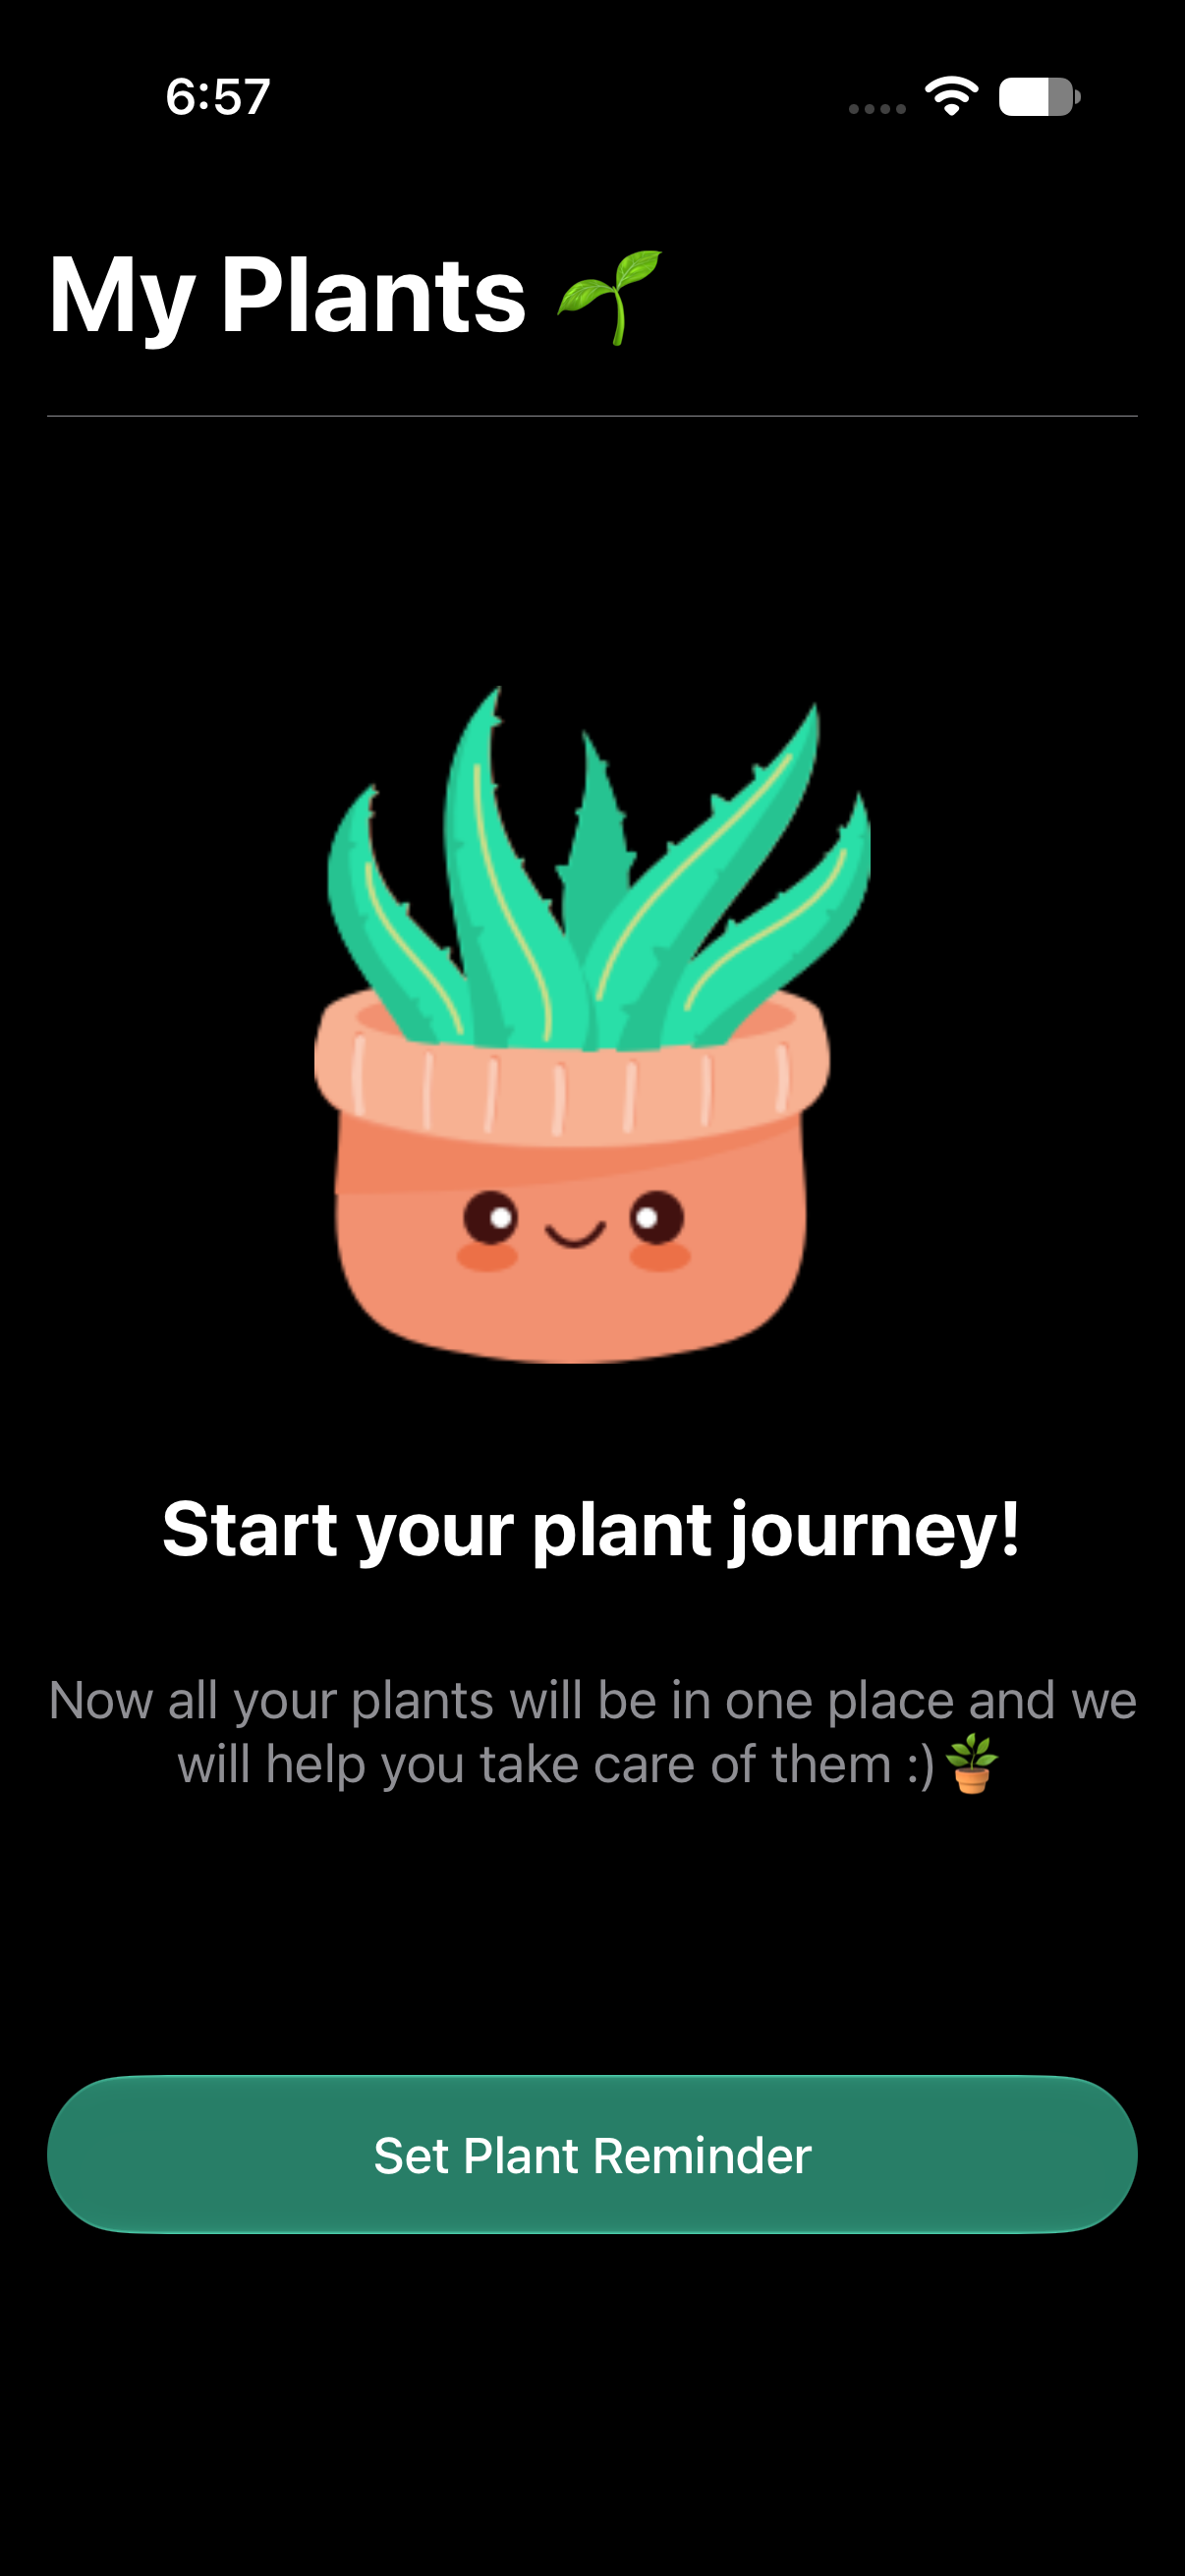 6:57
My Plants 🌱
Start your plant journey!
Now all your plants will be in one place and we
will help you take care of them :)🪴
Set Plant Reminder